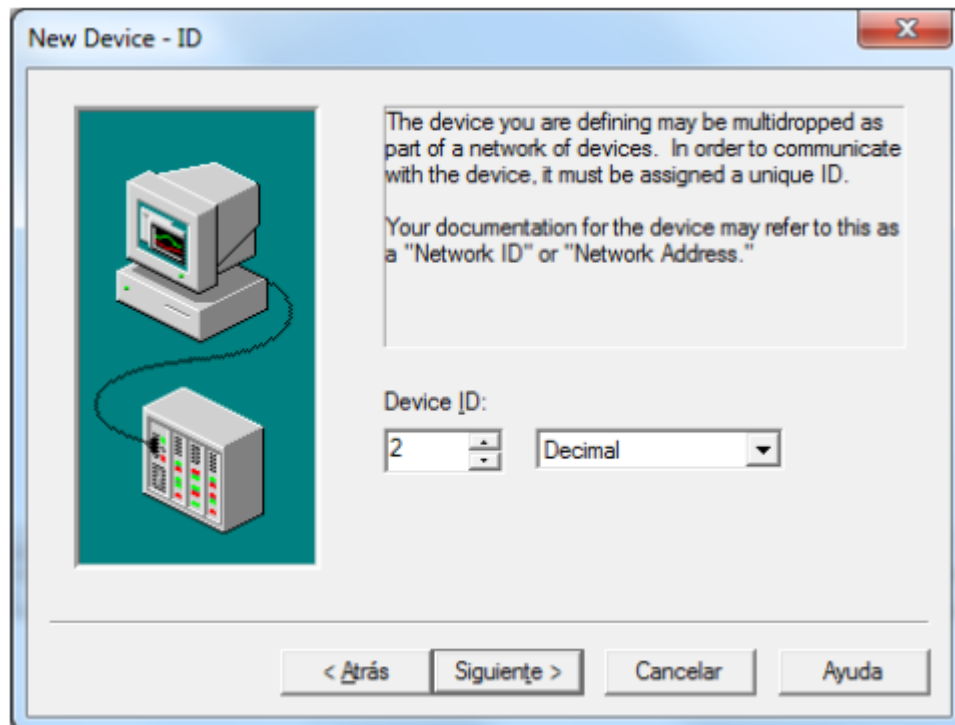 New Device - ID
The device you are defining may be multidropped as
part of a network of devices.  In order to communicate
with the device, it must be assigned a unique ID.
Your documentation for the device may refer to this as
a "Network ID" or "Network Address."
Device ID:
2
Decimal
< Atrás
Siguiente >
Cancelar
Ayuda